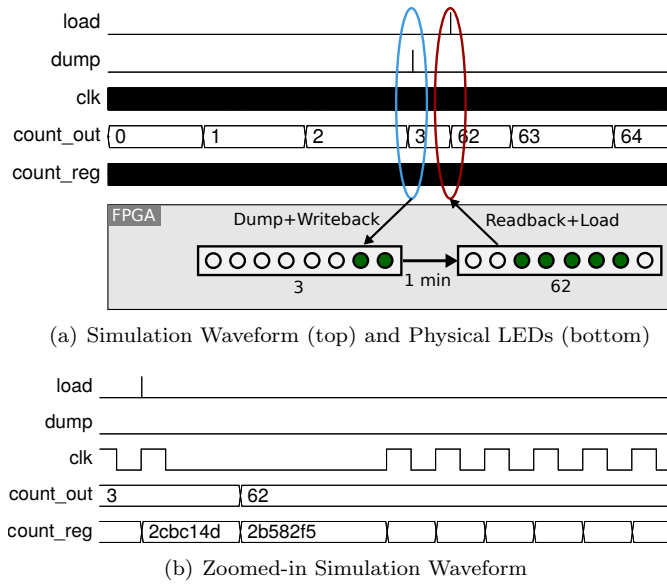 load
dump
clk
count_out 0 1 2 3 62 63 64
count_reg
FPGA
Dump+Writeback Readback+Load
1 min
3 62
(a) Simulation Waveform (top) and Physical LEDs (bottom)
load
dump
clk
count_out 3 62
count_reg 2cbc14d 2b582f5
(b) Zoomed-in Simulation Waveform